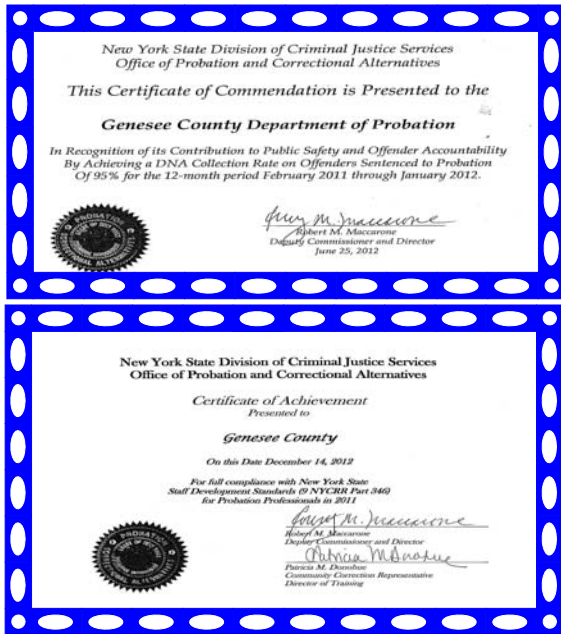 New York State Division of Criminal Justice Services
Office of Probation and Correctional Alternatives
This Certificate of Commendation is Presented to the
Genesee County Department of Probation
In Recognition of its Contribution to Public Safety and Offender Accountability
By Achieving a DNA Collection Rate on Offenders Sentenced to Probation
Of 95% for the 12-month period February 2011 through January 2012.
Robert M. Maccarone
Deputy Commissioner and Director
June 25, 2012
PROBATION
CORRECTIONAL ALTERNATIVES
New York State Division of Criminal Justice Services
Office of Probation and Correctional Alternatives
Certificate of Achievement
Presented to
Genesee County
On this Date December 14, 2012
For full compliance with New York State
Staff Development Standards (9 NYCRR Part 346)
for Probation Professionals in 2011
Robert M. Maccarone
Deputy Commissioner and Director
Patricia M Donohue
Patricia M. Donohue
Community Correction Representative
Director of Training
PROBATION